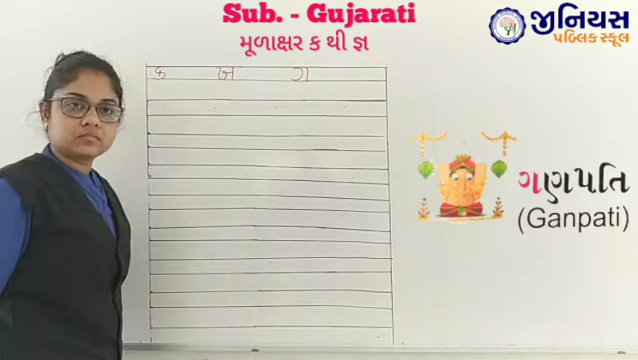 Sub. - Gujarati
મૂળાક્ષર ક થી જ્ઞ
જીનિયસ
પબ્લિક સ્કૂલ
ક ખ ગ
ગણપતિ
(Ganpati)